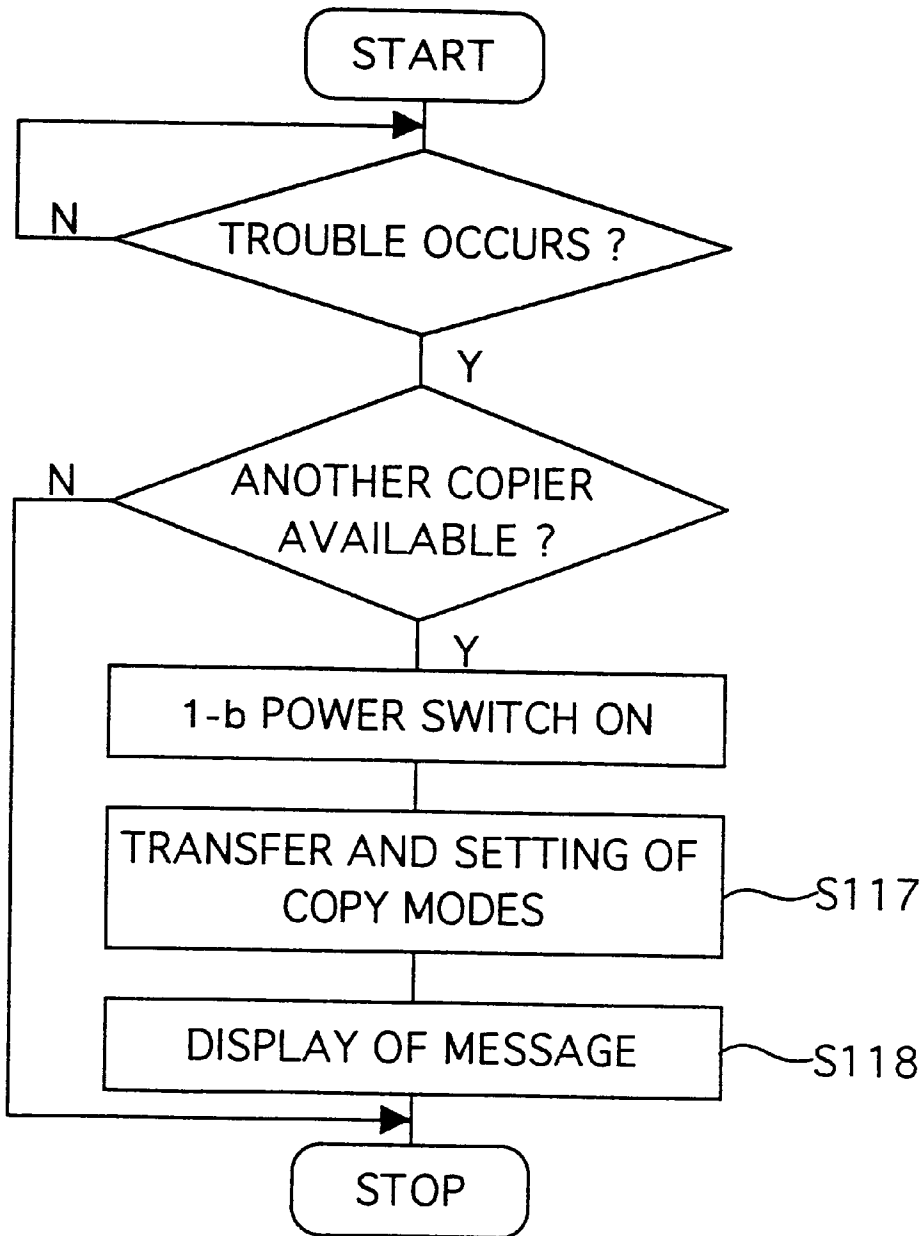 START
N
TROUBLE OCCURS ?
Y
N
ANOTHER COPIER
AVAILABLE ?
Y
1-b POWER SWITCH ON
TRANSFER AND SETTING OF
COPY MODES
S117
DISPLAY OF MESSAGE
S118
STOP